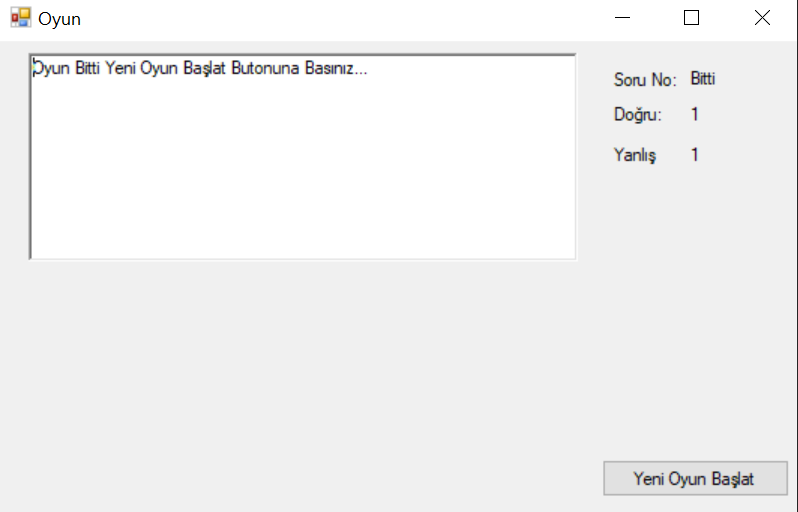 Oyun
Oyun Bitti Yeni Oyun Başlat Butonuna Basınız...
Soru No: Bitti
Doğru: 1
Yanlış 1
Yeni Oyun Başlat